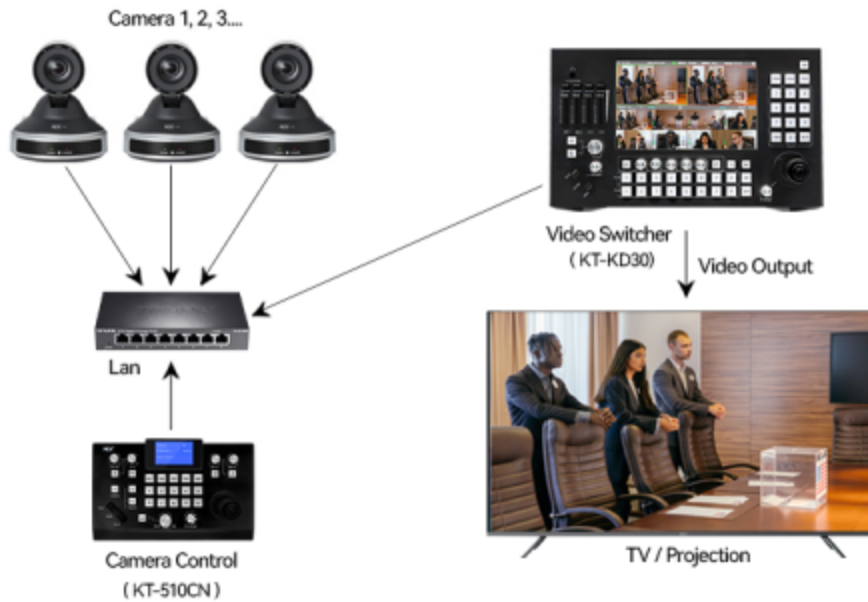 Camera 1, 2, 3....
Video Switcher
( KT-KD30)
Video Output
Lan
Camera Control
( KT-510CN )
TV / Projection